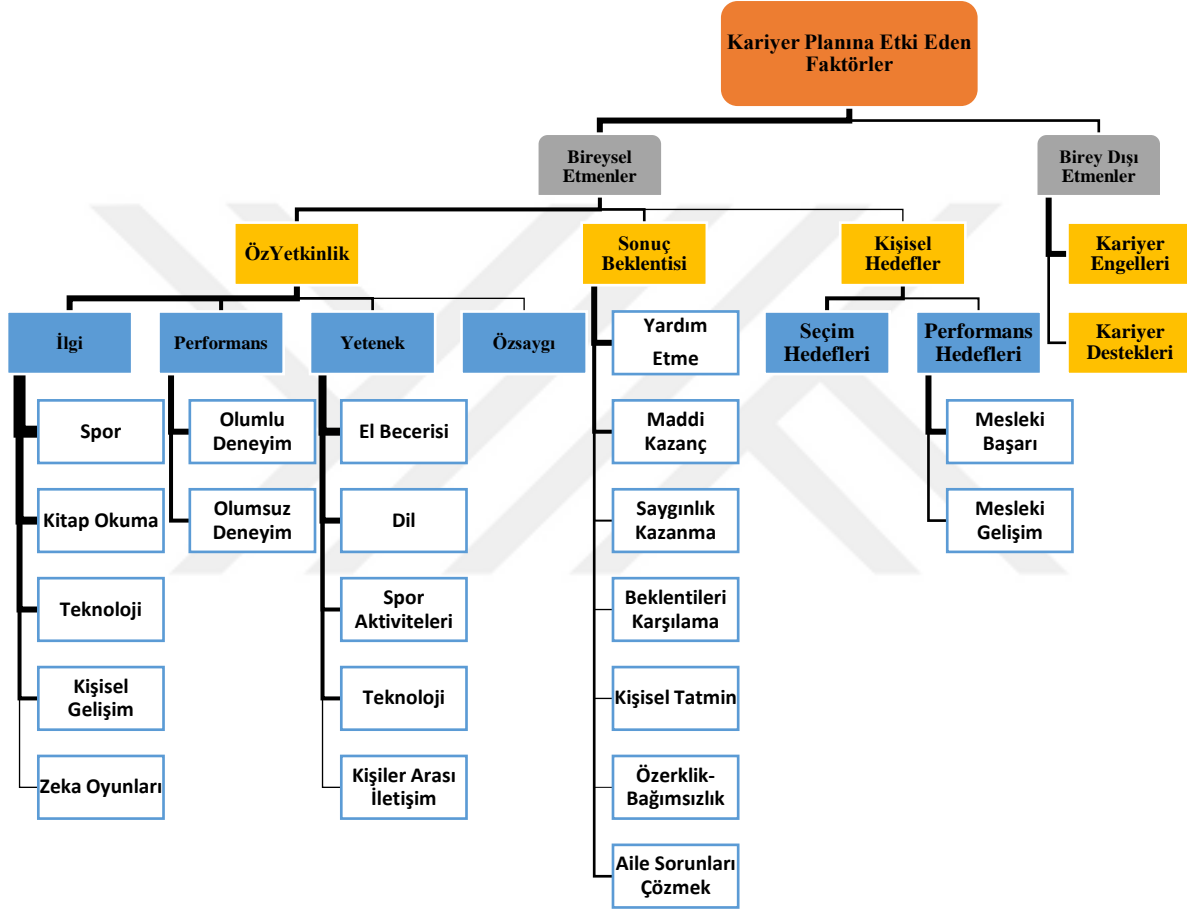 Kariyer Planına Etki Eden
Faktörler
Bireysel
Etmenler
Birey Dışı
Etmenler
ÖzYetkinlik
Sonuç
Beklentisi
Kişisel
Hedefler
Kariyer
Engelleri
Kariyer
Destekleri
İlgi
Performans
Yetenek
Özsaygı
Seçim
Hedefleri
Performans
Hedefleri
Spor
Kitap Okuma
Teknoloji
Kişisel
Gelişim
Zeka Oyunları
Olumlu
Deneyim
Olumsuz
Deneyim
El Becerisi
Dil
Spor
Aktiviteleri
Teknoloji
Kişiler Arası
İletişim
Yardım
Etme
Maddi
Kazanç
Saygınlık
Kazanma
Beklentileri
Karşılama
Kişisel Tatmin
Özerklik-
Bağımsızlık
Aile Sorunları
Çözmek
Mesleki
Başarı
Mesleki
Gelişim